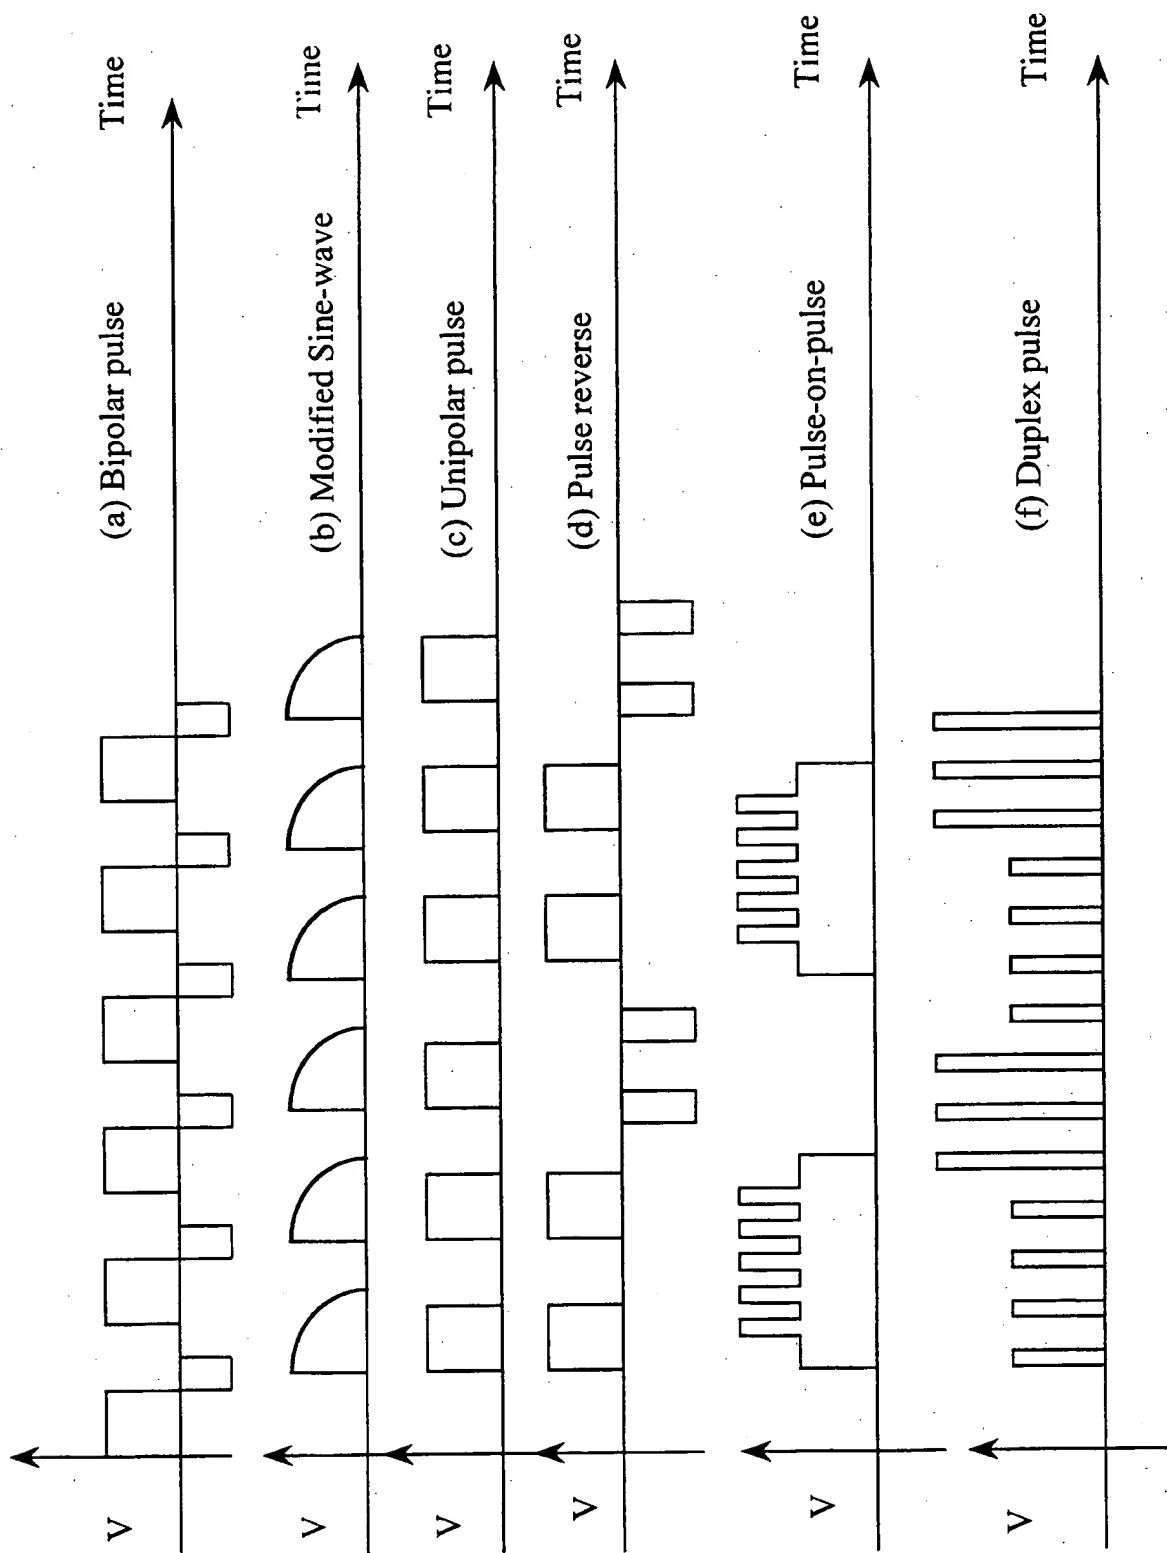 V
(a) Bipolar pulse
Time
V
(b) Modified Sine-wave
Time
V
(c) Unipolar pulse
Time
V
(d) Pulse reverse
Time
V
(e) Pulse-on-pulse
Time
V
(f) Duplex pulse
Time